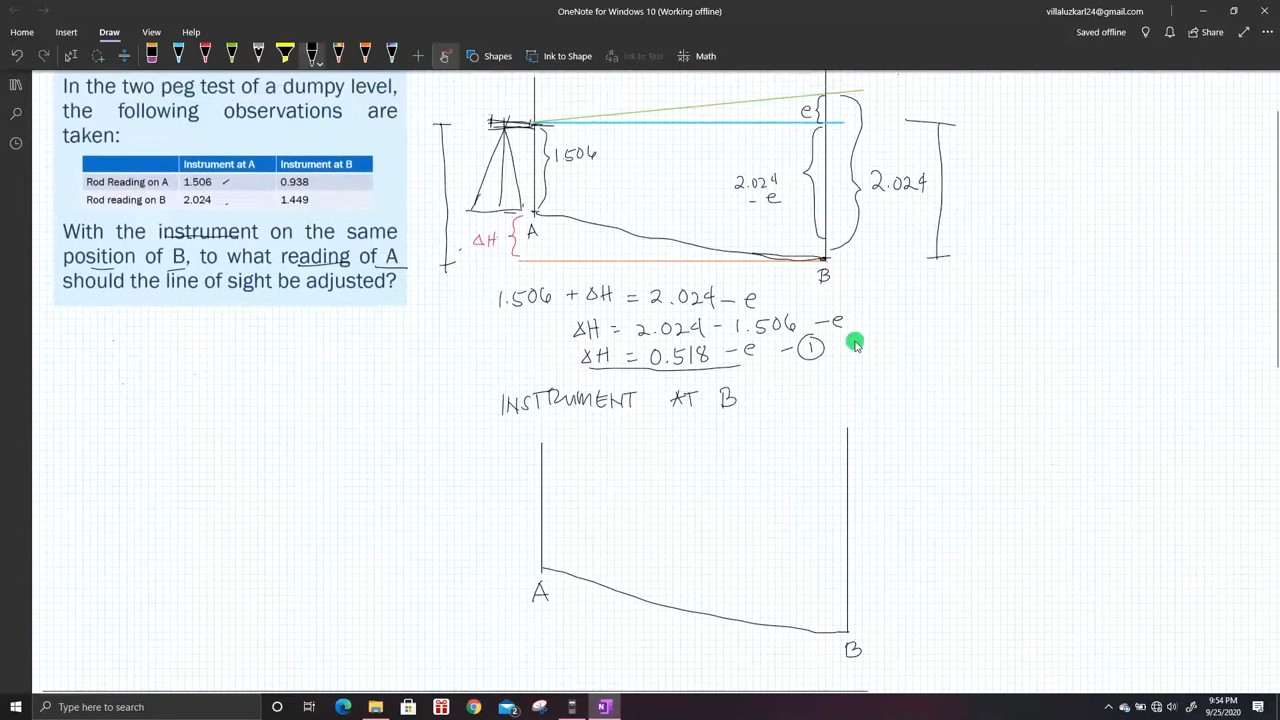 OneNote for Windows 10 (Working offline)
villaluzkarl24@gmail.com
Home Insert Draw View Help
Saved offline Share
Shapes Ink to Shape Ink to Text Math
In the two peg test of a dumpy level,
the following observations are
taken:
Instrument at A Instrument at B
Rod Reading on A 1.506 0.938
Rod reading on B 2.024 1.449
With the instrument on the same
position of B, to what reading of A
should the line of sight be adjusted?
e
1.506
2.024
- e
2.024
ΔH
A
B
1.506 + ΔH = 2.024 - e
ΔH = 2.024 - 1.506 - e
ΔH = 0.518 - e - 1
INSTRUMENT AT B
A
B
Type here to search
2
9:54 PM
9/25/2020